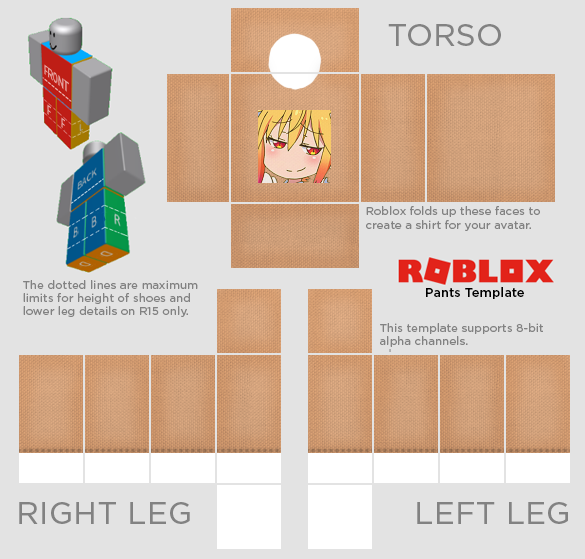 TORSO
FRONT
F F L
BACK
B B R
Roblox folds up these faces to
create a shirt for your avatar.
ROBLOX
Pants Template
The dotted lines are maximum
limits for height of shoes and
lower leg details on R15 only.
This template supports 8-bit
alpha channels.
RIGHT LEG
LEFT LEG